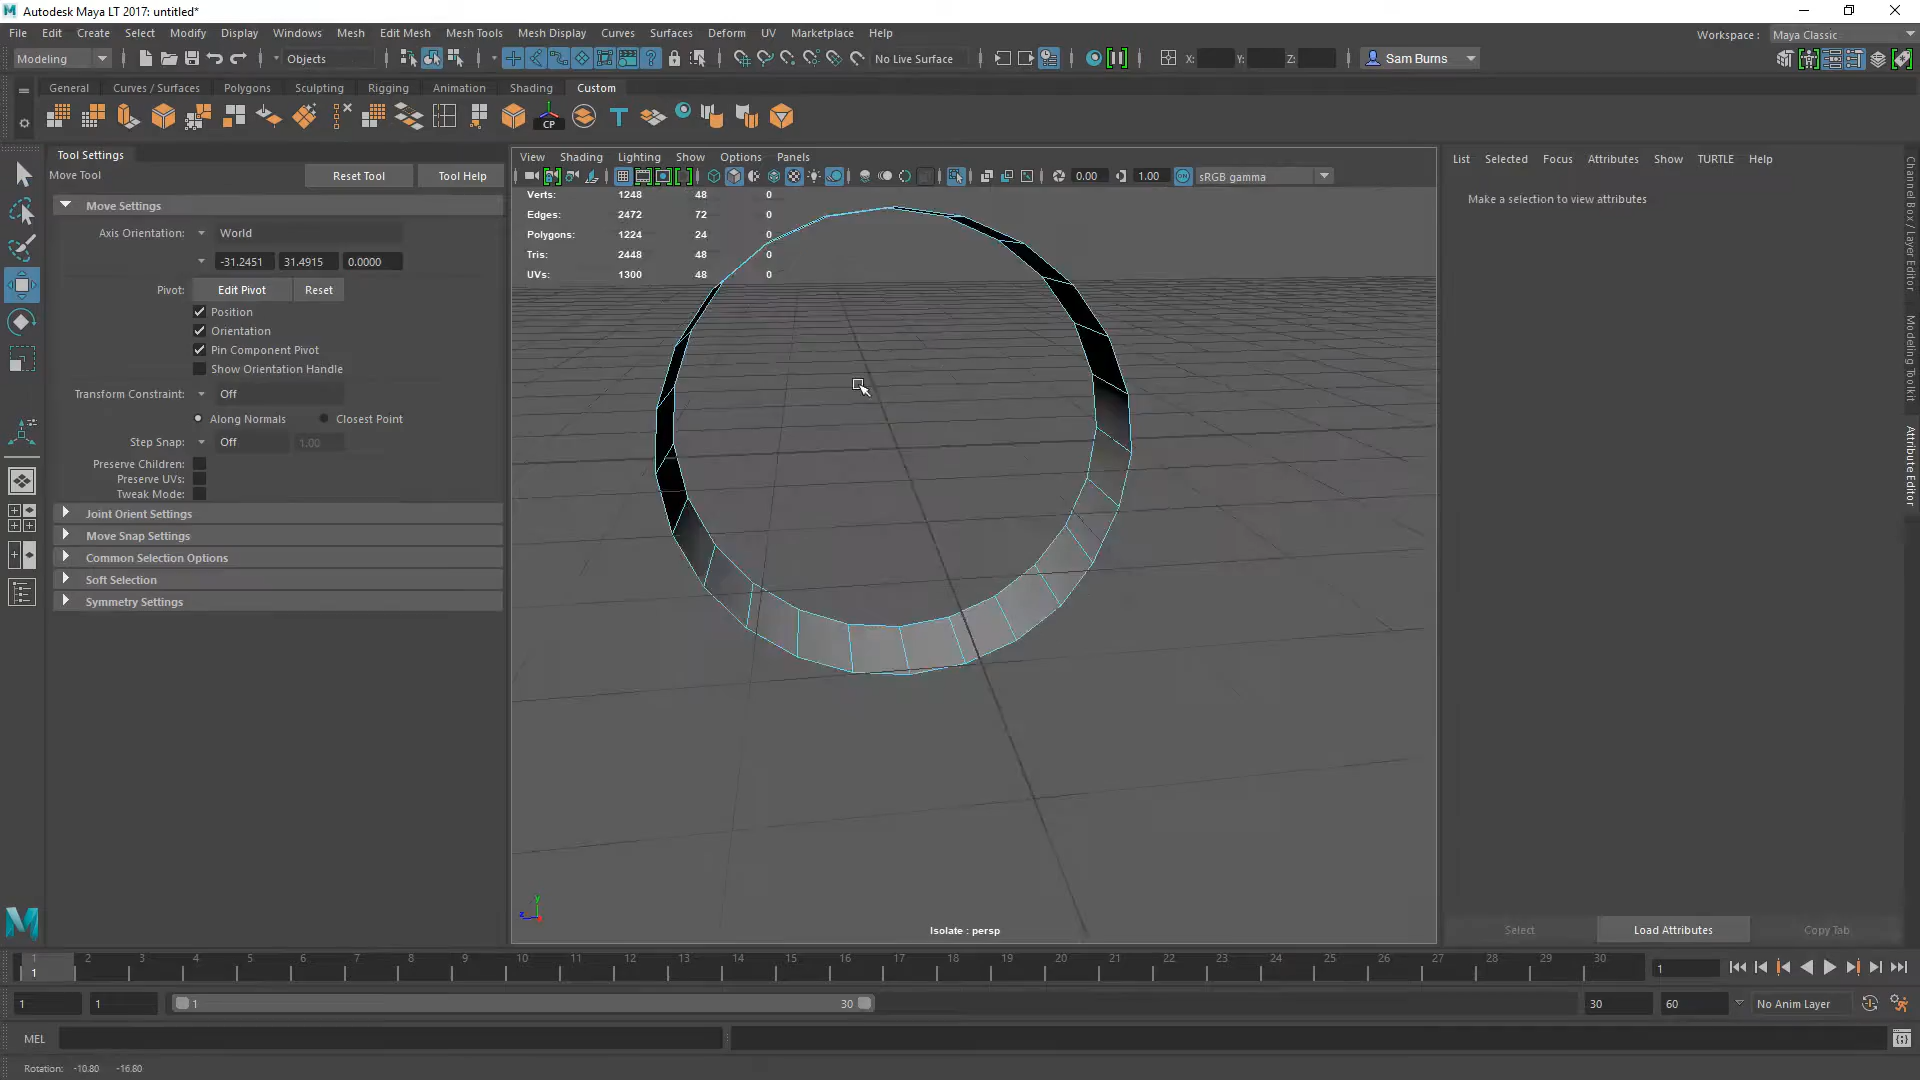 Autodesk Maya LT 2017: untitled*
File Edit Create Select Modify Display Windows Mesh Edit Mesh Mesh Tools Mesh Display Curves Surfaces Deform UV Marketplace Help
Workspace : Maya Classic
Modeling Objects No Live Surface X: Y: Z: Sam Burns
General Curves / Surfaces Polygons Sculpting Rigging Animation Shading Custom
CP
Tool Settings
Move Tool Reset Tool Tool Help
Move Settings
Axis Orientation: World
-31.2451 31.4915 0.0000
Pivot: Edit Pivot Reset
Position
Orientation
Pin Component Pivot
Show Orientation Handle
Transform Constraint: Off
Along Normals Closest Point
Step Snap: Off 1.00
Preserve Children:
Preserve UVs:
Tweak Mode:
Joint Orient Settings
Move Snap Settings
Common Selection Options
Soft Selection
Symmetry Settings
View Shading Lighting Show Options Panels
0.00 1.00 ON sRGB gamma
Verts: 1248 48 0
Edges: 2472 72 0
Polygons: 1224 24 0
Tris: 2448 48 0
UVs: 1300 48 0
y
z
Isolate : persp
List Selected Focus Attributes Show TURTLE Help
Make a selection to view attributes
Select Load Attributes Copy Tab
Channel Box / Layer Editor
Modeling Toolkit
Attribute Editor
1 2 3 4 5 6 7 8 9 10 11 12 13 14 15 16 17 18 19 20 21 22 23 24 25 26 27 28 29 30
1 1
1 1 1 30 30 60 No Anim Layer
MEL
Rotation: -10.80 -16.80